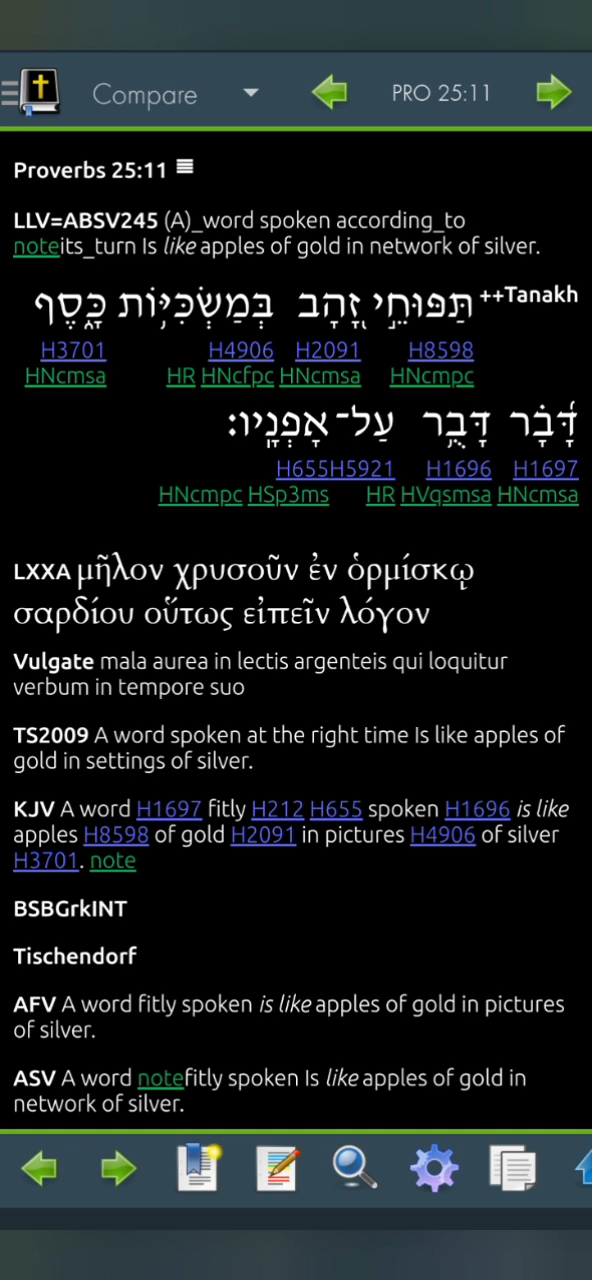 Compare
PRO 25:11
Proverbs 25:11
LLV=ABSV245 (A)_word spoken according_to
noteits_turn Is like apples of gold in network of silver.
++Tanakh תַּפּוּחֵ֣י זָ֭הָב בְּמַשְׂכִּיּ֥וֹת כָּ֑סֶף
H3701 H4906 H2091 H8598
HNcmsa HR HNcfpc HNcmsa HNcmpc
דָּ֝בָ֗ר דָּבֻ֥ר עַל־אָפְנָֽיו׃
H655H5921 H1696 H1697
HNcmpc HSp3ms HR HVqsmsa HNcmsa
LXXA μῆλον χρυσοῦν ἐν ὁρμίσκῳ
σαρδίου οὕτως εἰπεῖν λόγον
Vulgate mala aurea in lectis argenteis qui loquitur
verbum in tempore suo
TS2009 A word spoken at the right time Is like apples of
gold in settings of silver.
KJV A word H1697 fitly H212 H655 spoken H1696 is like
apples H8598 of gold H2091 in pictures H4906 of silver
H3701. note
BSBGrkINT
Tischendorf
AFV A word fitly spoken is like apples of gold in pictures
of silver.
ASV A word notefitly spoken Is like apples of gold in
network of silver.